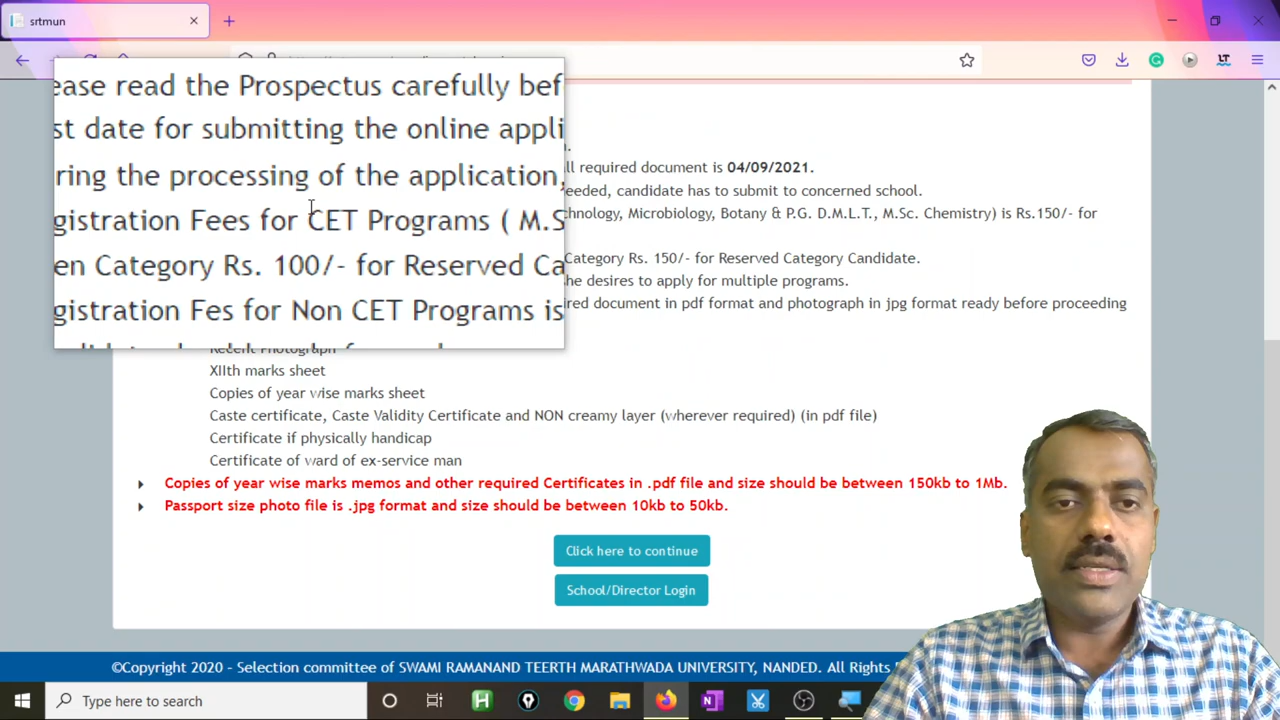 srtmun
ease read the Prospectus carefully bef
st date for submitting the online appli
ring the processing of the application,
gistration Fees for CET Programs ( M.S
en Category Rs. 100/- for Reserved Ca
gistration Fes for Non CET Programs is
ll required document is 04/09/2021.
eeded, candidate has to submit to concerned school.
chnology, Microbiology, Botany & P.G. D.M.L.T., M.Sc. Chemistry) is Rs.150/- for
Category Rs. 150/- for Reserved Category Candidate.
he desires to apply for multiple programs.
red document in pdf format and photograph in jpg format ready before proceeding
Recent Photograph
XIIth marks sheet
Copies of year wise marks sheet
Caste certificate, Caste Validity Certificate and NON creamy layer (wherever required) (in pdf file)
Certificate if physically handicap
Certificate of ward of ex-service man
Copies of year wise marks memos and other required Certificates in .pdf file and size should be between 150kb to 1Mb.
Passport size photo file is .jpg format and size should be between 10kb to 50kb.
Click here to continue
School/Director Login
©Copyright 2020 - Selection committee of SWAMI RAMANAND TEERTH MARATHWADA UNIVERSITY, NANDED. All Rights
Type here to search